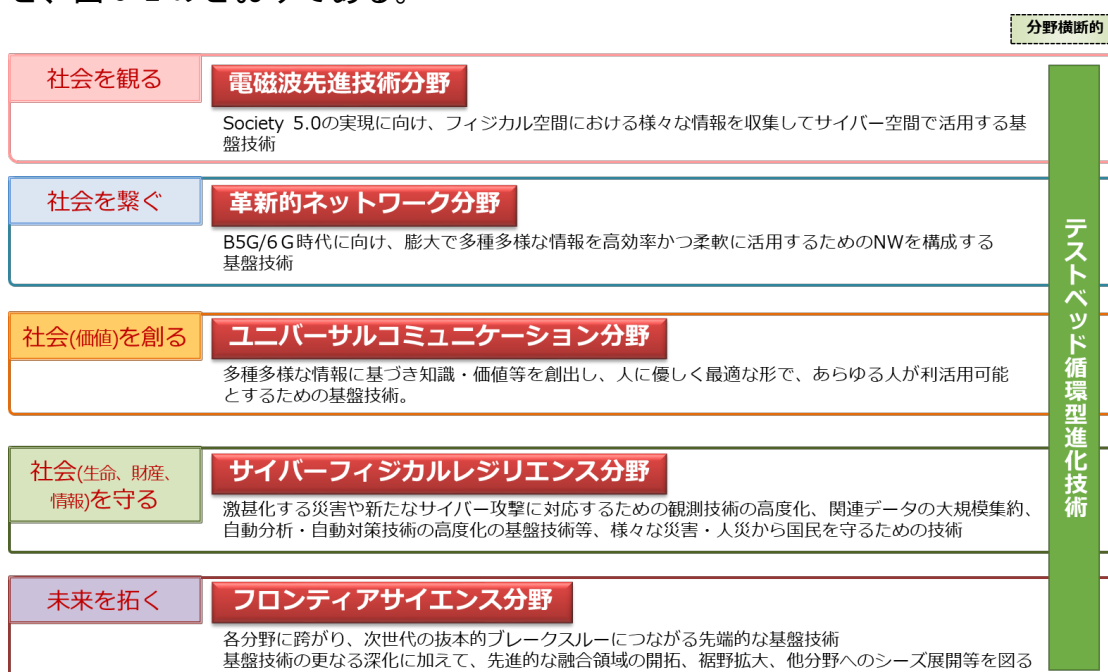 分野横断的
社会を観る
電磁波先進技術分野
Society 5.0の実現に向け、フィジカル空間における様々な情報を収集してサイバー空間で活用する基
盤技術
社会を繋ぐ
革新的ネットワーク分野
B5G/6G時代に向け、膨大で多種多様な情報を高効率かつ柔軟に活用するためのNWを構成する
基盤技術
社会(価値)を創る
ユニバーサルコミュニケーション分野
多種多様な情報に基づき知識・価値等を創出し、人に優しく最適な形で、あらゆる人が利活用可能
とするための基盤技術。
社会(生命、財産、
情報)を守る
サイバーフィジカルレジリエンス分野
激甚化する災害や新たなサイバー攻撃に対応するための観測技術の高度化、関連データの大規模集約、
自動分析・自動対策技術の高度化の基盤技術等、様々な災害・人災から国民を守るための技術
未来を拓く
フロンティアサイエンス分野
各分野に跨がり、次世代の抜本的ブレークスルーにつながる先端的な基盤技術
基盤技術の更なる深化に加えて、先進的な融合領域の開拓、裾野拡大、他分野へのシーズ展開等を図る
テストベッド循環型進化技術